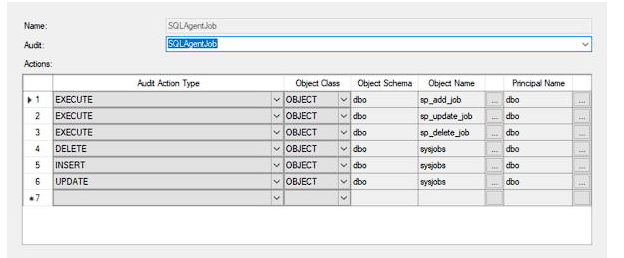 Name: SQLAgentJob
Audit: SQLAgentJob
Actions:
Audit Action Type Object Class Object Schema Object Name Principal Name
1 EXECUTE OBJECT dbo sp_add_job ... dbo ...
2 EXECUTE OBJECT dbo sp_update_job ... dbo ...
3 EXECUTE OBJECT dbo sp_delete_job ... dbo ...
4 DELETE OBJECT dbo sysjobs ... dbo ...
5 INSERT OBJECT dbo sysjobs ... dbo ...
6 UPDATE OBJECT dbo sysjobs ... dbo ...
*7